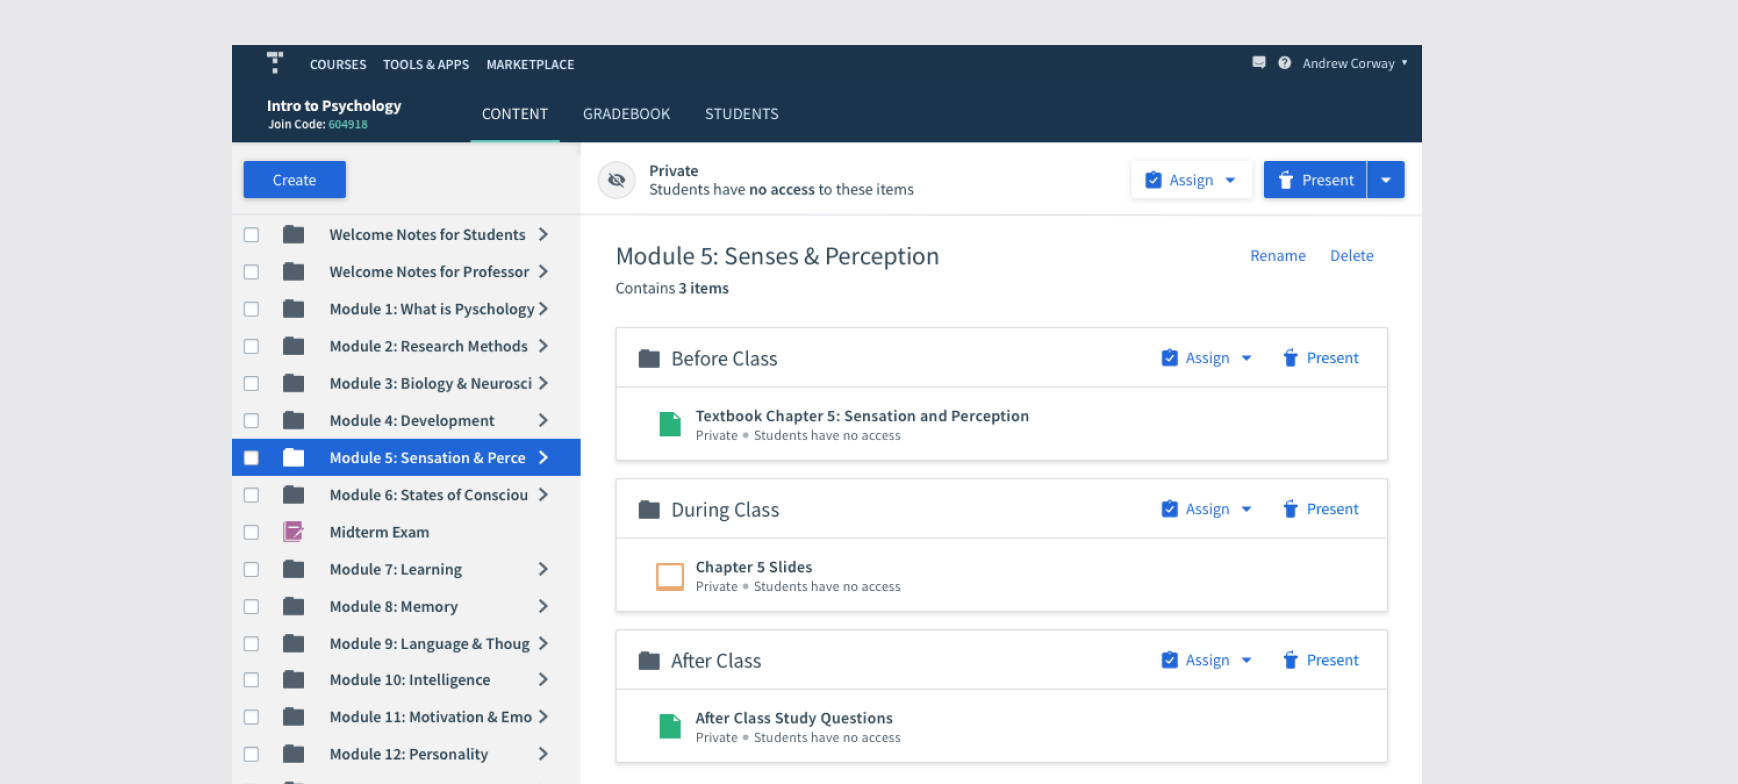 COURSES TOOLS & APPS MARKETPLACE
Andrew Corway
Intro to Psychology
Join Code: 604918
CONTENT GRADEBOOK STUDENTS
Create
Private
Students have no access to these items
Assign
Present
Welcome Notes for Students
Welcome Notes for Professor
Module 1: What is Pyschology
Module 2: Research Methods
Module 3: Biology & Neurosci
Module 4: Development
Module 5: Sensation & Perce
Module 6: States of Consciou
Midterm Exam
Module 7: Learning
Module 8: Memory
Module 9: Language & Thoug
Module 10: Intelligence
Module 11: Motivation & Emo
Module 12: Personality
Module 5: Senses & Perception
Rename Delete
Contains 3 items
Before Class
Assign Present
Textbook Chapter 5: Sensation and Perception
Private • Students have no access
During Class
Assign Present
Chapter 5 Slides
Private • Students have no access
After Class
Assign Present
After Class Study Questions
Private • Students have no access